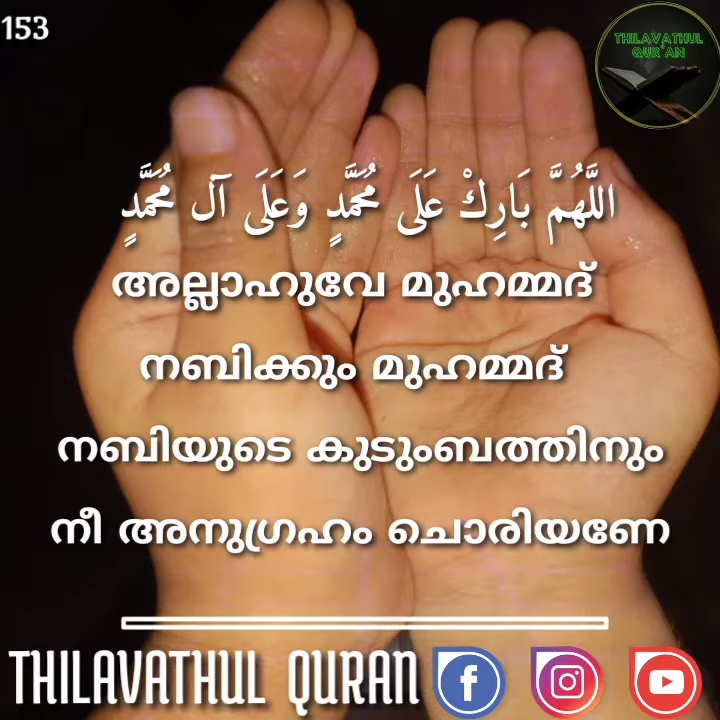 153
THILAVATHUL
QUR'AN
اللَّهُمَّ بَارِكْ عَلَى مُحَمَّدٍ وَعَلَى آل مُحَمَّدٍ
അല്ലാഹുവേ മുഹമ്മദ്
നബിക്കും മുഹമ്മദ്
നബിയുടെ കുടുംബത്തിനും
നീ അനുഗ്രഹം ചൊരിയണേ
THILAVATHUL QURAN